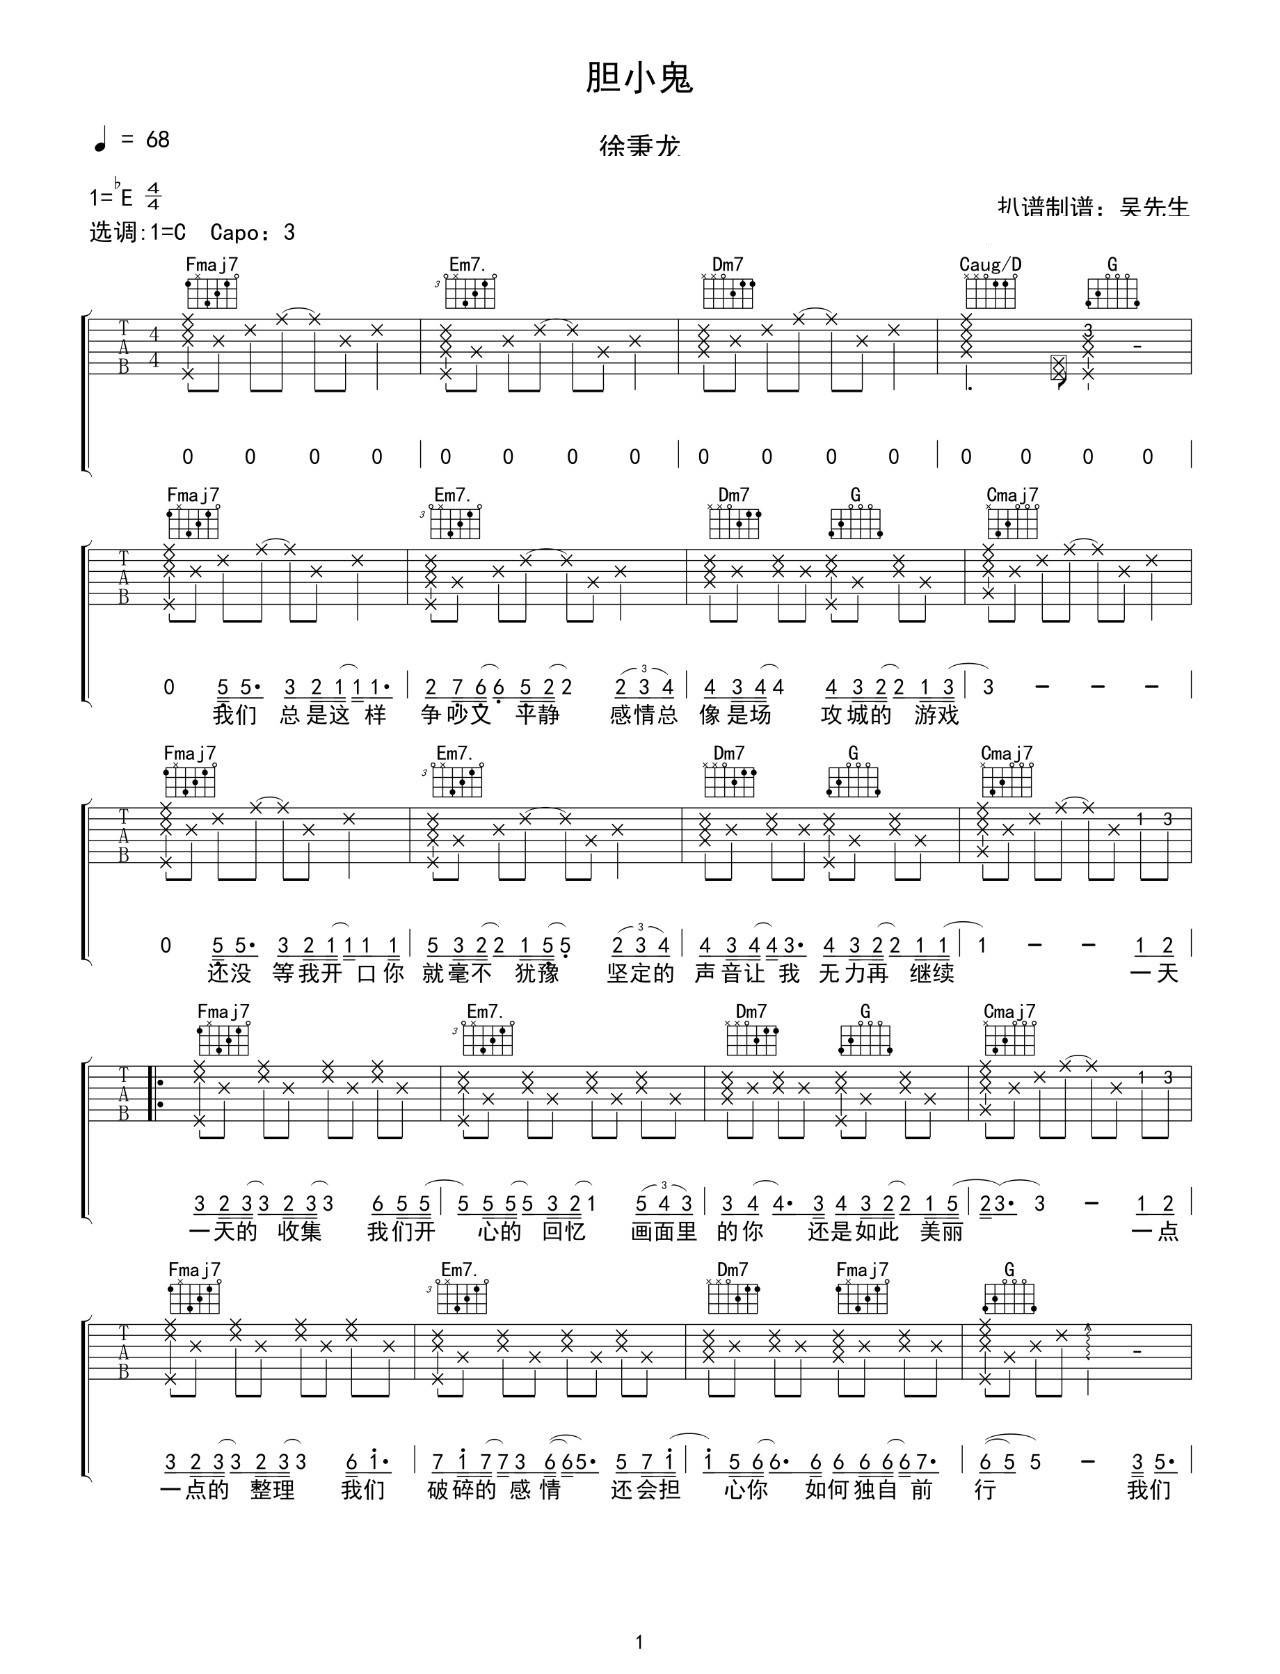 胆小鬼
♩ = 68
徐秉龙
1=♭E 4/4
扒谱制谱：吴先生
选调:1=C Capo：3
Fmaj7 Em7. Dm7 Caug/D G
3
T A B 4 4 3 -
0 0 0 0 | 0 0 0 0 | 0 0 0 0 | 0 0 0 0
Fmaj7 Em7. Dm7 G Cmaj7
3
T A B
0 5 5· 3 2 1 1 1· | 2 7 6 6 5 2 2 2 3 4 | 4 3 4 4 4 3 2 2 1 3 | 3 - - -
3
我们 总是这 样 争吵又 平静 感情总 像是场 攻城的 游戏
Fmaj7 Em7. Dm7 G Cmaj7
3
T A B 1 3
0 5 5· 3 2 1 1 1 1 | 5 3 2 2 1 5 5 2 3 4 | 4 3 4 4 3· 4 3 2 2 1 1 | 1 - - 1 2
3
还没 等我开 口你 就毫不 犹豫 坚定的 声音让 我 无力再 继续 一天
Fmaj7 Em7. Dm7 G Cmaj7
3
T A B 1 3
3 2 3 3 2 3 3 6 5 5 | 5 5 5 5 3 2 1 5 4 3 | 3 4 4· 3 4 3 2 2 1 5 | 2 3· 3 - 1 2
3
一天的 收集 我们开 心的 回忆 画面里 的你 还是如此 美丽 一点
Fmaj7 Em7. Dm7 Fmaj7 G
3
T A B -
3 2 3 3 2 3 3 6 1· | 7 1 7 7 3 6 6 5· 5 7 1 | 1 5 6 6· 6 6 6 6 6 7· | 6 5 5 - 3 5·
一点的 整理 我们 破碎的 感 情 还会担 心你 如何独自 前 行 我们
1